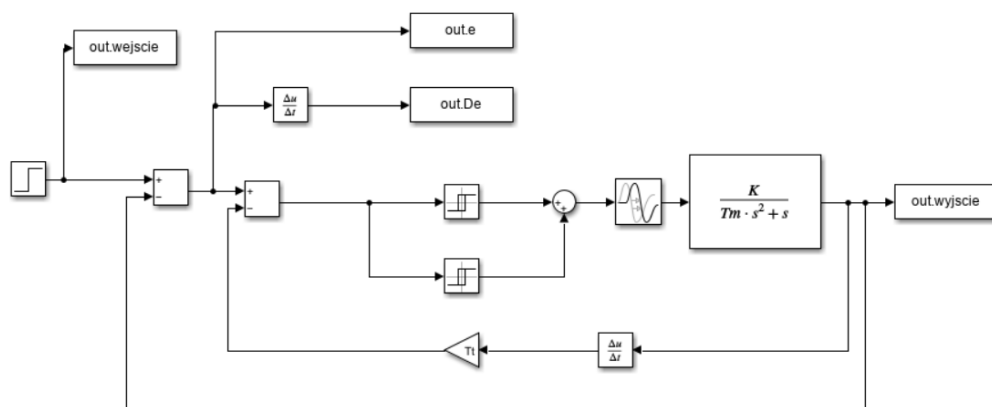 out.e
out.wejscie
Δu
Δt
out.De
+
−
+
−
+
+
K
Tm · s² + s
out.wyjscie
Tt
Δu
Δt